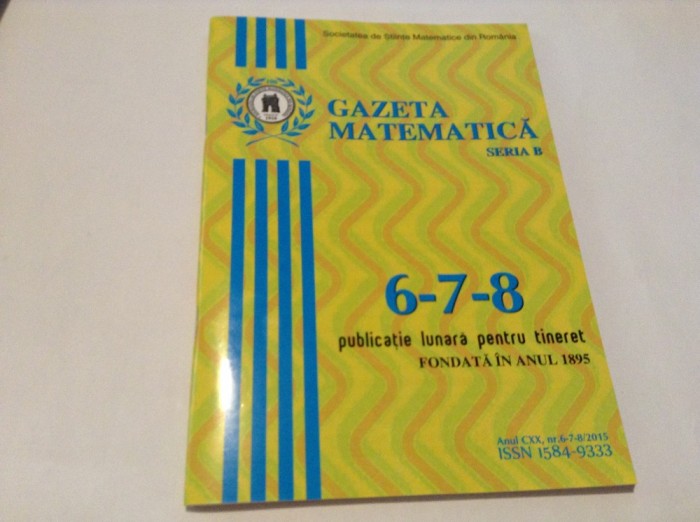 Societatea de Științe Matematice din România
GAZETA
MATEMATICĂ
SERIA B
6-7-8
publicație lunară pentru tineret
FONDATĂ ÎN ANUL 1895
Anul CXX, nr.6-7-8/2015
ISSN 1584-9333